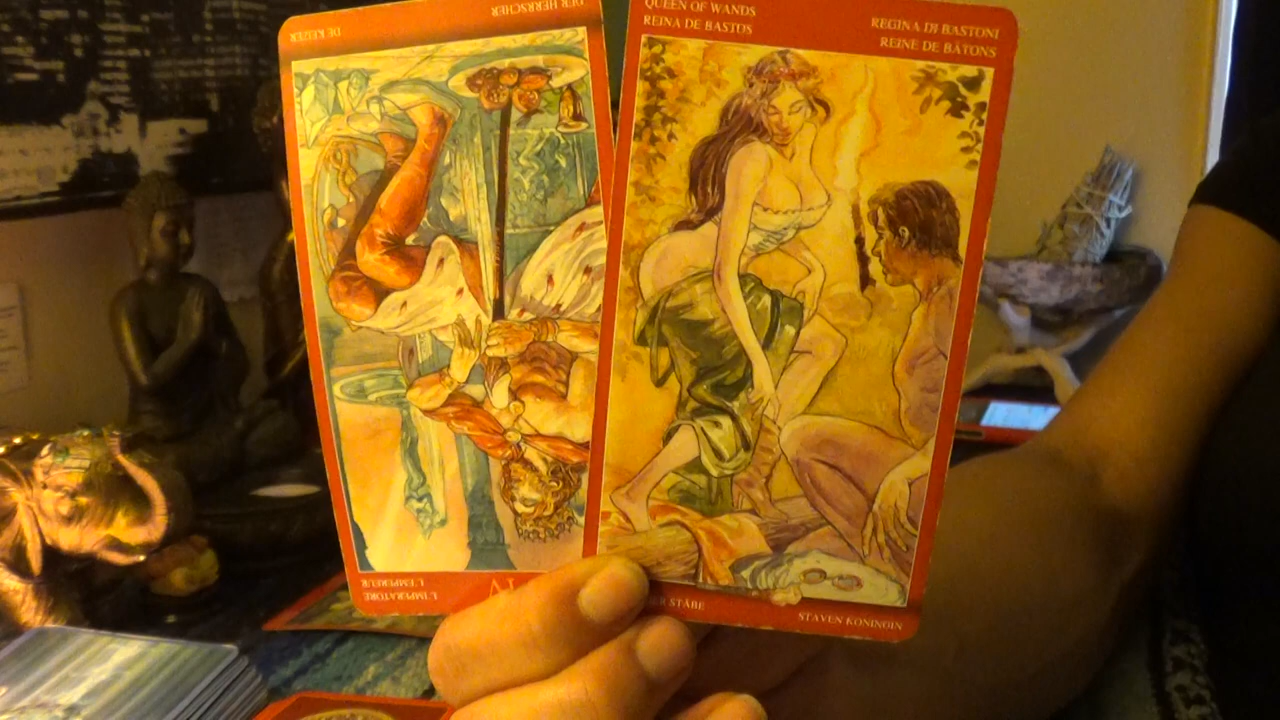 DE KEIZER
DER HERRSCHER
IV
L'IMPERATORE
L'EMPEREUR
QUEEN OF WANDS
REINA DE BASTOS
REGINA DI BASTONI
REINE DE BÂTONS
STÄBE
STAVEN KONINGIN